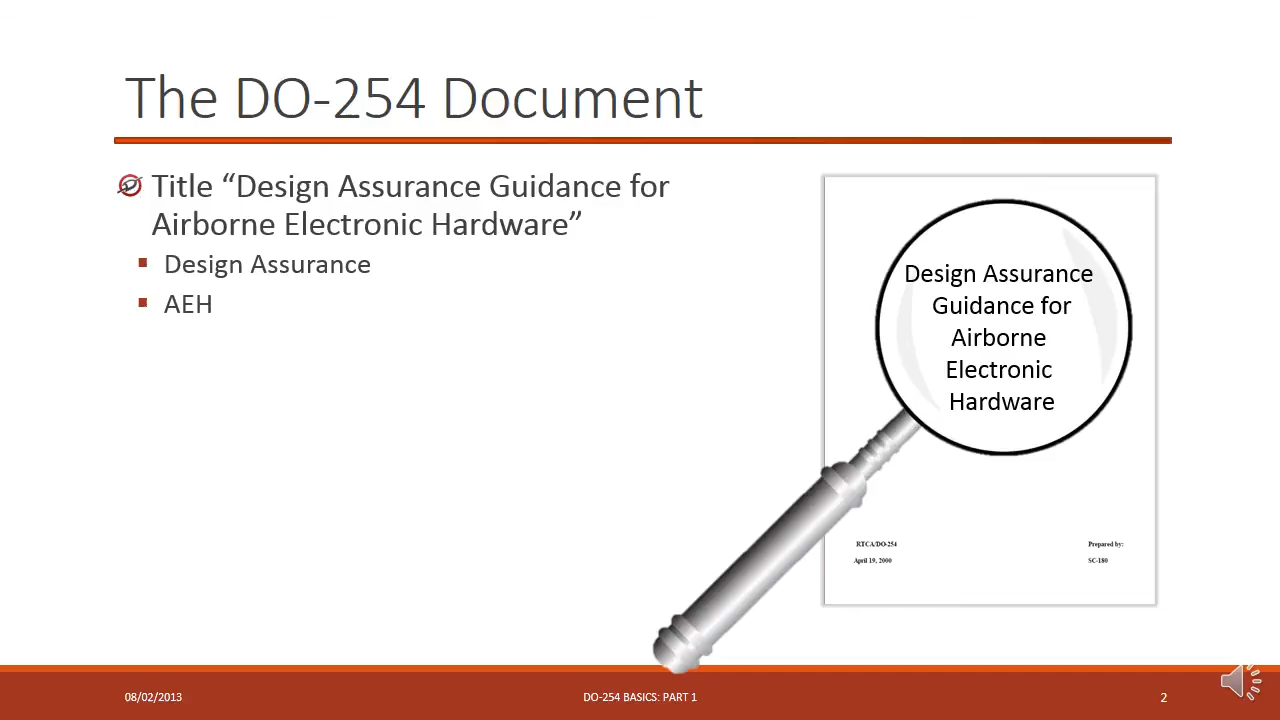 The DO-254 Document
Title “Design Assurance Guidance for
Airborne Electronic Hardware”
Design Assurance
AEH
Design Assurance
Guidance for
Airborne
Electronic
Hardware
RTCA/DO-254
Prepared by:
April 19, 2000
SC-180
08/02/2013
DO-254 BASICS: PART 1
2